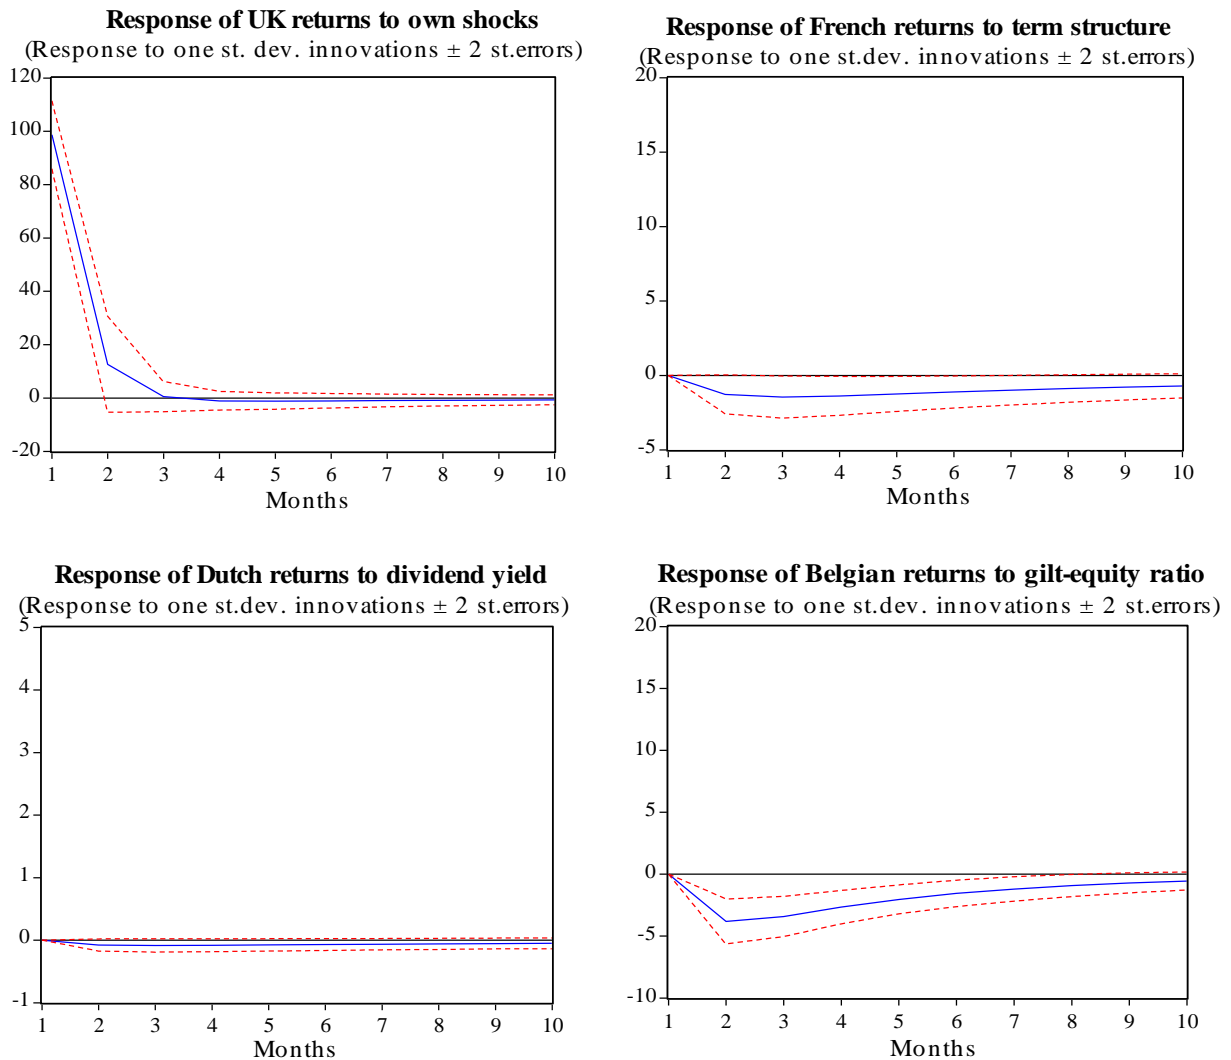 Response of UK returns to own shocks
(Response to one st. dev. innovations ± 2 st.errors)
120
100
80
60
40
20
0
-20
1 2 3 4 5 6 7 8 9 10
Months
Response of French returns to term structure
(Response to one st.dev. innovations ± 2 st.errors)
20
15
10
5
0
-5
1 2 3 4 5 6 7 8 9 10
Months
Response of Dutch returns to dividend yield
(Response to one st.dev. innovations ± 2 st.errors)
5
4
3
2
1
0
-1
1 2 3 4 5 6 7 8 9 10
Months
Response of Belgian returns to gilt-equity ratio
(Response to one st.dev. innovations ± 2 st.errors)
20
15
10
5
0
-5
-10
1 2 3 4 5 6 7 8 9 10
Months